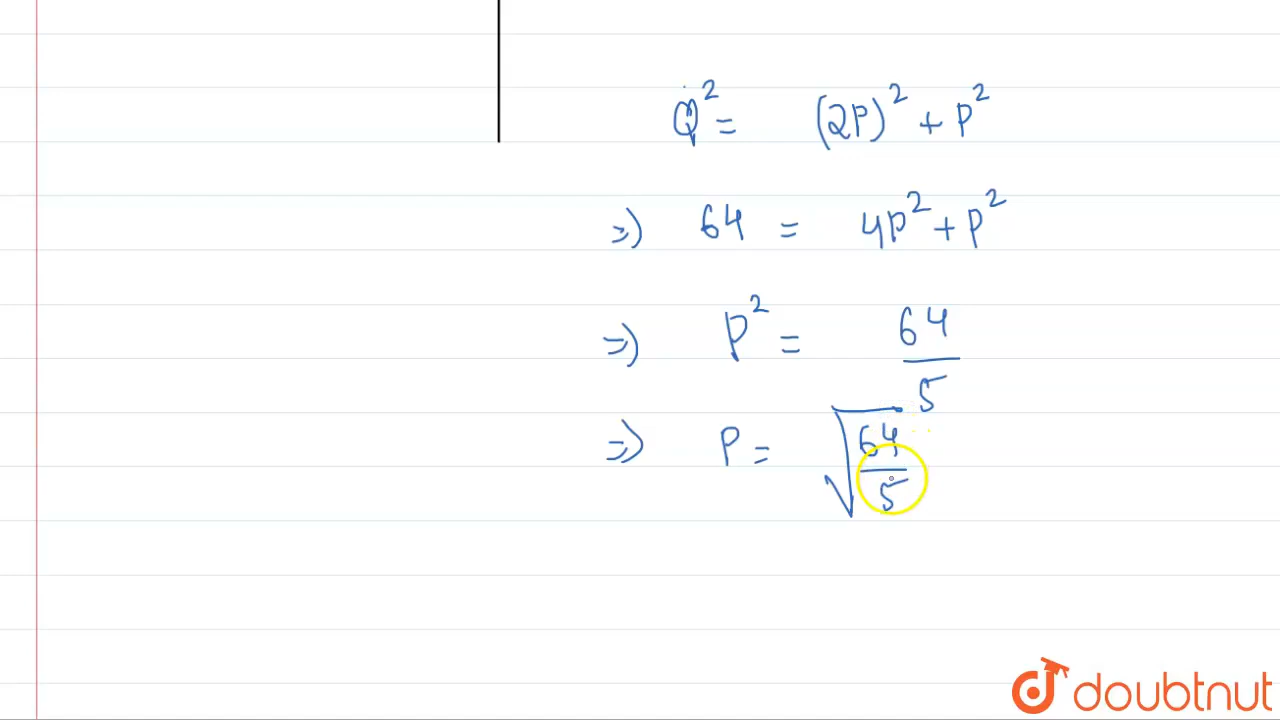 Q² = (2P)² + P²
⇒) 64 = 4P² + P²
⇒) P² = 64/5
⇒) P = √(64/5)
doubtnut